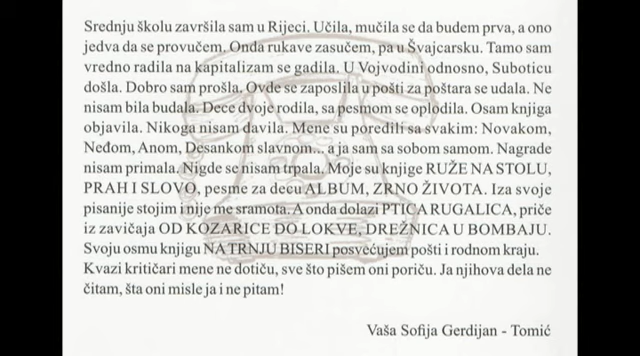 Srednju školu završila sam u Rijeci. Učila, mučila se da budem prva, a ono
jedva da se provučem. Onda rukave zasučem, pa u Švajcarsku. Tamo sam
vredno radila na kapitalizam se gadila. U Vojvodini odnosno, Suboticu
došla. Dobro sam prošla. Ovde se zaposlila u pošti za poštara se udala. Ne
nisam bila budala. Dece dvoje rodila, sa pesmom se oplodila. Osam knjiga
objavila. Nikoga nisam davila. Mene su poredili sa svakim: Novakom,
Neđom, Anom, Desankom slavnom... a ja sam sa sobom samom. Nagrade
nisam primala. Nigde se nisam trpala. Moje su knjige RUŽE NA STOLU,
PRAH I SLOVO, pesme za decu ALBUM, ZRNO ŽIVOTA. Iza svoje
pisanije stojim i nije me sramota. A onda dolazi PTICA RUGALICA, priče
iz zavičaja OD KOZARICE DO LOKVE, DREŽNICA U BOMBAJU.
Svoju osmu knjigu NA TRNJU BISERI posvećujem pošti i rodnom kraju.
Kvazi kritičari mene ne dotiču, sve što pišem oni poriču. Ja njihova dela ne
čitam, šta oni misle ja i ne pitam!
Vaša Sofija Gerdijan - Tomić